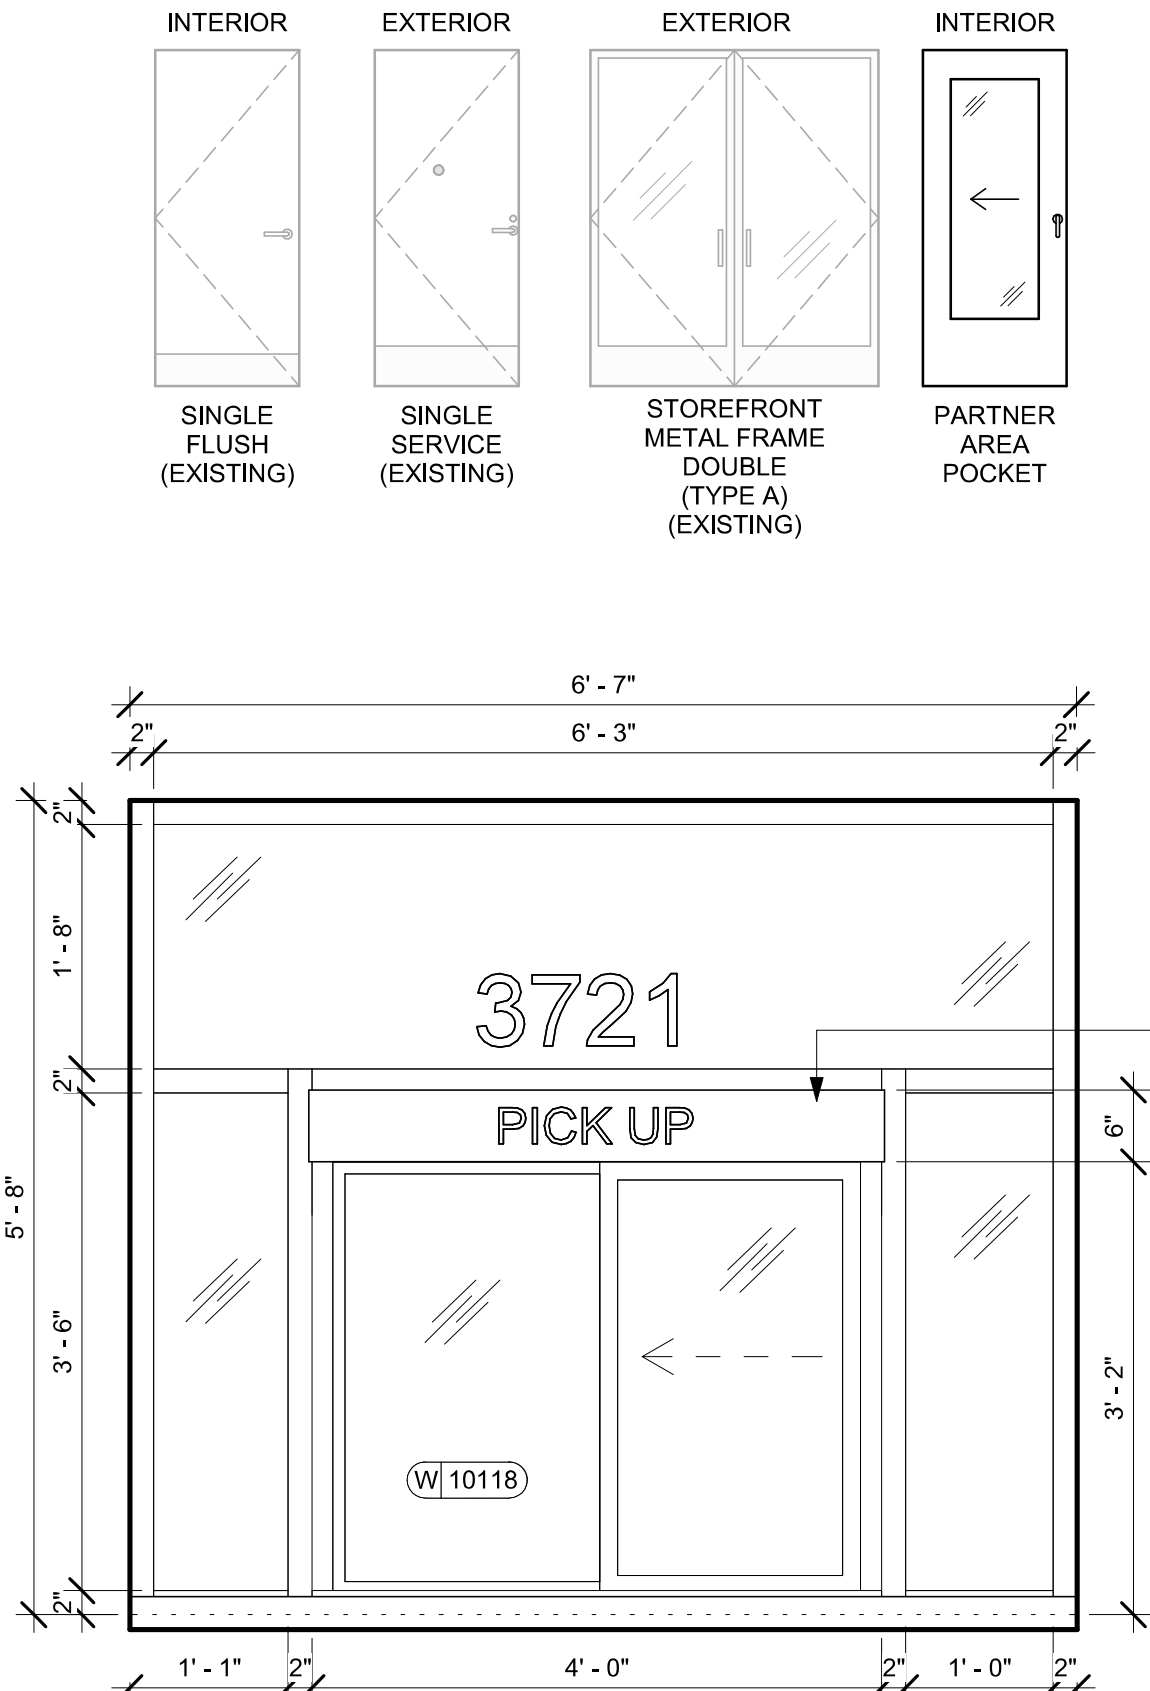 INTERIOR
EXTERIOR
EXTERIOR
INTERIOR
SINGLE
FLUSH
(EXISTING)
SINGLE
SERVICE
(EXISTING)
STOREFRONT
METAL FRAME
DOUBLE
(TYPE A)
(EXISTING)
PARTNER
AREA
POCKET
6' - 7"
2"
6' - 3"
2"
2"
1' - 8"
2"
3' - 6"
2"
5' - 8"
3721
PICK UP
W 10118
6"
3' - 2"
1' - 1"
2"
4' - 0"
2"
1' - 0"
2"